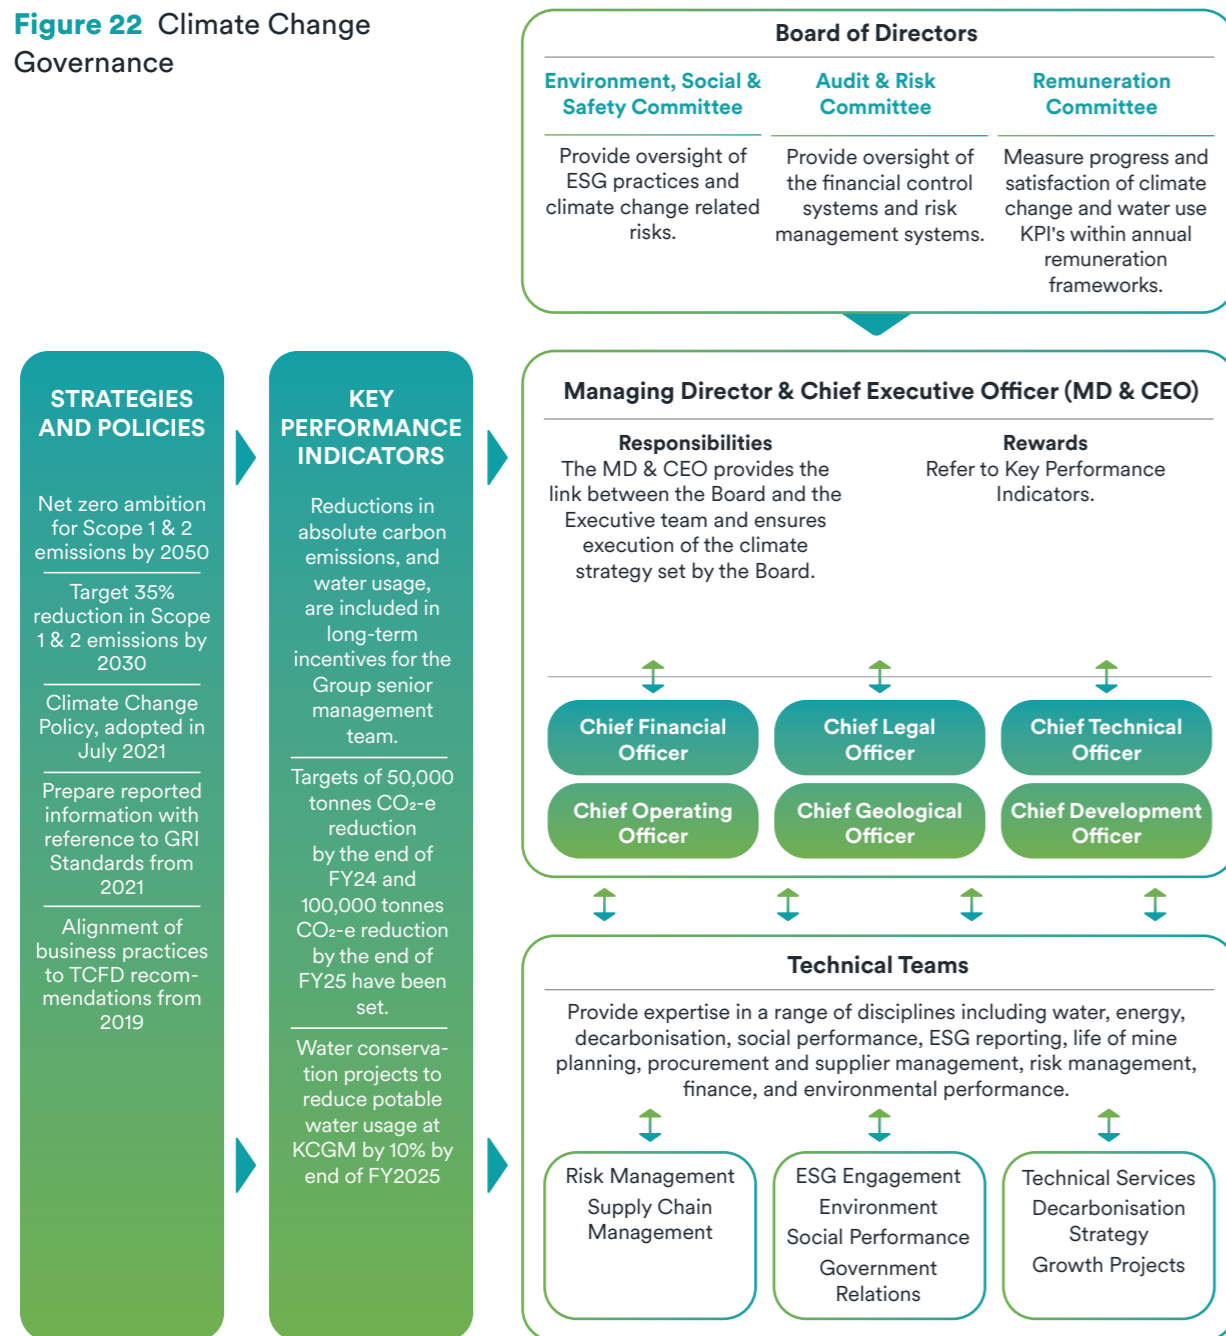 Figure 22 Climate Change
Governance
Board of Directors
Environment, Social &
Safety Committee
Provide oversight of
ESG practices and
climate change related
risks.
Audit & Risk
Committee
Provide oversight of
the financial control
systems and risk
management systems.
Remuneration
Committee
Measure progress and
satisfaction of climate
change and water use
KPI's within annual
remuneration
frameworks.
STRATEGIES
AND POLICIES
Net zero ambition
for Scope 1 & 2
emissions by 2050
Target 35%
reduction in Scope
1 & 2 emissions by
2030
Climate Change
Policy, adopted in
July 2021
Prepare reported
information with
reference to GRI
Standards from
2021
Alignment of
business practices
to TCFD recom-
mendations from
2019
KEY
PERFORMANCE
INDICATORS
Reductions in
absolute carbon
emissions, and
water usage,
are included in
long-term
incentives for the
Group senior
management
team.
Targets of 50,000
tonnes CO₂-e
reduction
by the end of
FY24 and
100,000 tonnes
CO₂-e reduction
by the end of
FY25 have been
set.
Water conserva-
tion projects to
reduce potable
water usage at
KCGM by 10% by
end of FY2025
Managing Director & Chief Executive Officer (MD & CEO)
Responsibilities
The MD & CEO provides the
link between the Board and the
Executive team and ensures
execution of the climate
strategy set by the Board.
Rewards
Refer to Key Performance
Indicators.
Chief Financial
Officer
Chief Legal
Officer
Chief Technical
Officer
Chief Operating
Officer
Chief Geological
Officer
Chief Development
Officer
Technical Teams
Provide expertise in a range of disciplines including water, energy,
decarbonisation, social performance, ESG reporting, life of mine
planning, procurement and supplier management, risk management,
finance, and environmental performance.
Risk Management
Supply Chain
Management
ESG Engagement
Environment
Social Performance
Government
Relations
Technical Services
Decarbonisation
Strategy
Growth Projects